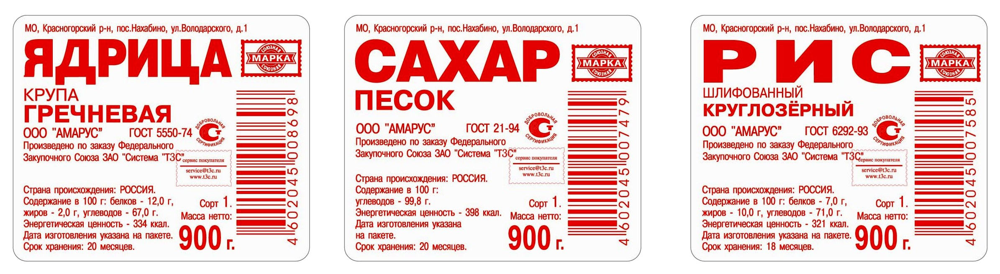 МО, Красногорский р-н, пос.Нахабино, ул.Володарского, д.1
ЯДРИЦА
СОЮЗНАЯ
МАРКА
СОЮЗНАЯ
КРУПА
ГРЕЧНЕВАЯ
ООО "АМАРУС” ГОСТ 5550-74
ДОБРОВОЛЬНАЯ
СЕРТИФИКАЦИЯ
Произведено по заказу Федерального
Закупочного Союза ЗАО "Система "ТЗС”
сервис покупателя
service@t3c.ru
www.t3c.ru
Страна происхождения: РОССИЯ.
Содержание в 100 г: белков - 12,0 г,
жиров - 2,0 г, углеводов - 67,0 г.
Энергетическая ценность - 334 ккал.
Дата изготовления указана на пакете.
Срок хранения: 20 месяцев.
Сорт 1.
Масса нетто:
900 г.
4 602045 008698
МО, Красногорский р-н, пос.Нахабино, ул.Володарского, д.1
САХАР
СОЮЗНАЯ
МАРКА
СОЮЗНАЯ
ПЕСОК
ООО "АМАРУС” ГОСТ 21-94
ДОБРОВОЛЬНАЯ
СЕРТИФИКАЦИЯ
Произведено по заказу Федерального
Закупочного Союза ЗАО "Система "ТЗС”
сервис покупателя
service@t3c.ru
www.t3c.ru
Страна происхождения: РОССИЯ.
Содержание в 100 г:
углеводов - 99,8 г.
Энергетическая ценность - 398 ккал.
Дата изготовления указана
на пакете.
Срок хранения: 20 месяцев.
Сорт 1.
Масса нетто:
900 г.
4 602045 007479
МО, Красногорский р-н, пос.Нахабино, ул.Володарского, д.1
РИС
СОЮЗНАЯ
МАРКА
СОЮЗНАЯ
ШЛИФОВАННЫЙ
КРУГЛОЗЁРНЫЙ
ООО "АМАРУС” ГОСТ 6292-93
ДОБРОВОЛЬНАЯ
СЕРТИФИКАЦИЯ
Произведено по заказу Федерального
Закупочного Союза ЗАО "Система "ТЗС”
сервис покупателя
service@t3c.ru
www.t3c.ru
Страна происхождения: РОССИЯ.
Содержание в 100 г: белков - 7,0 г,
жиров - 10,0 г, углеводов - 71,0 г.
Энергетическая ценность - 321 ккал.
Дата изготовления указана на пакете.
Срок хранения: 18 месяцев.
Сорт 1.
Масса нетто:
900 г.
4 602045 007585